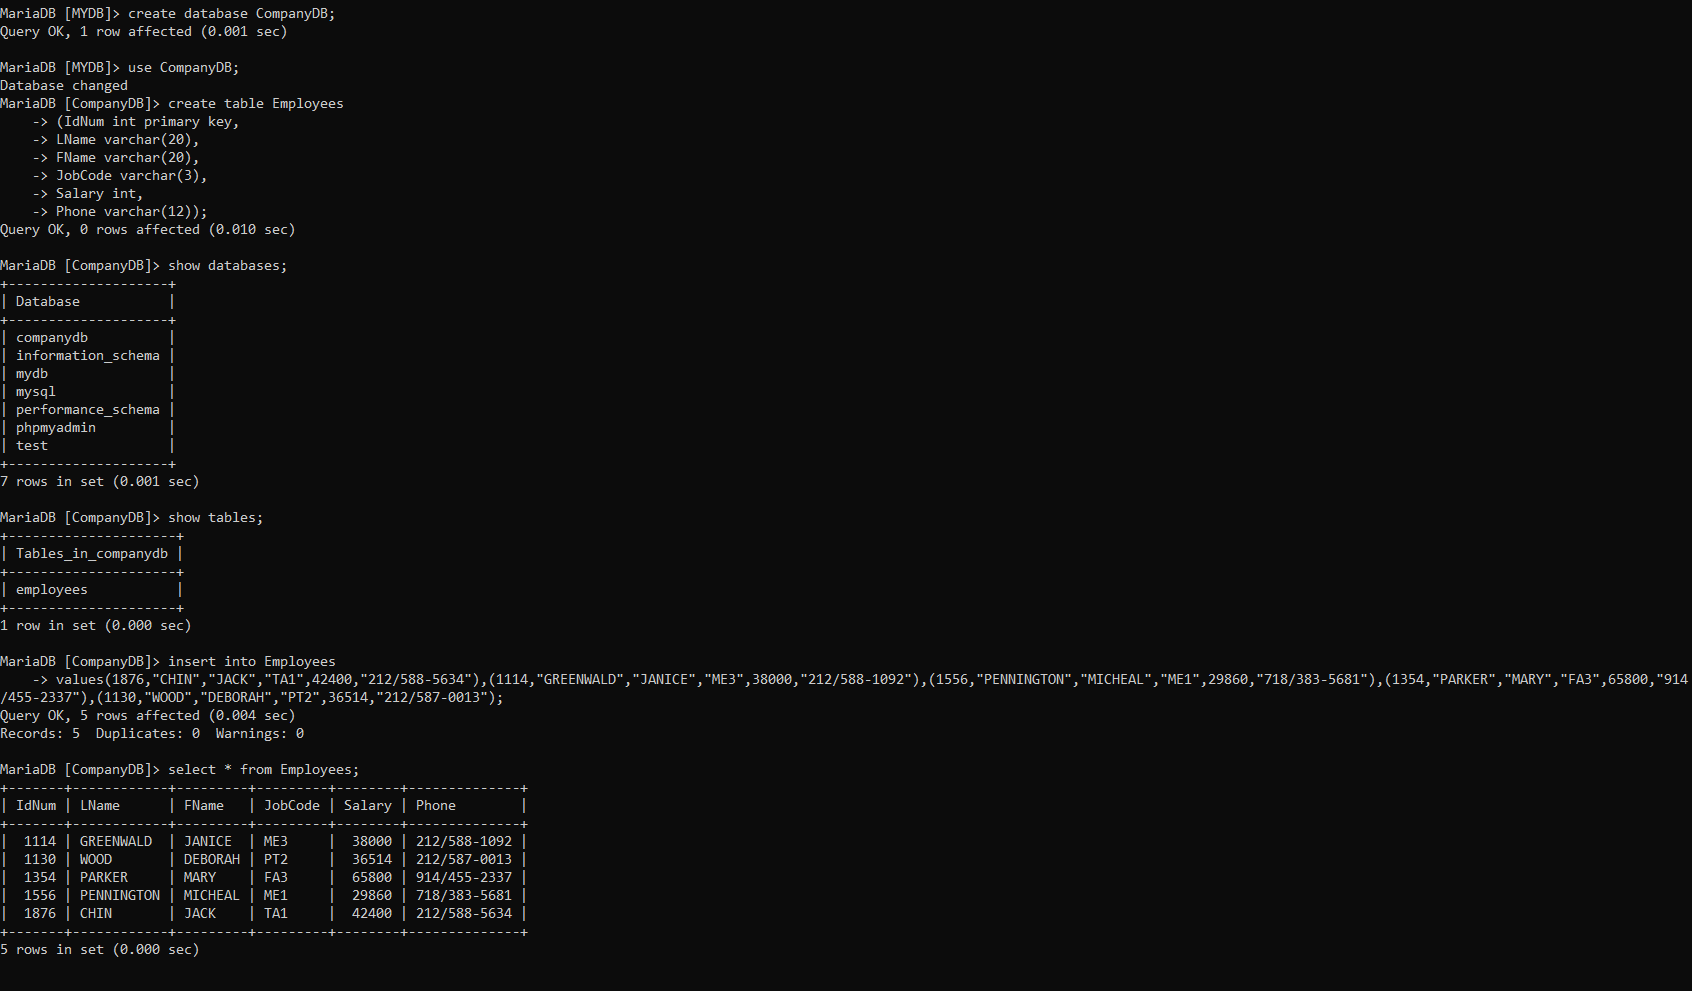 MariaDB [MYDB]> create database CompanyDB;
Query OK, 1 row affected (0.001 sec)

MariaDB [MYDB]> use CompanyDB;
Database changed
MariaDB [CompanyDB]> create table Employees
    -> (IdNum int primary key,
    -> LName varchar(20),
    -> FName varchar(20),
    -> JobCode varchar(3),
    -> Salary int,
    -> Phone varchar(12));
Query OK, 0 rows affected (0.010 sec)

MariaDB [CompanyDB]> show databases;
+--------------------+
| Database           |
+--------------------+
| companydb          |
| information_schema |
| mydb               |
| mysql              |
| performance_schema |
| phpmyadmin         |
| test               |
+--------------------+
7 rows in set (0.001 sec)

MariaDB [CompanyDB]> show tables;
+---------------------+
| Tables_in_companydb |
+---------------------+
| employees           |
+---------------------+
1 row in set (0.000 sec)

MariaDB [CompanyDB]> insert into Employees
    -> values(1876,"CHIN","JACK","TA1",42400,"212/588-5634"),(1114,"GREENWALD","JANICE","ME3",38000,"212/588-1092"),(1556,"PENNINGTON","MICHEAL","ME1",29860,"718/383-5681"),(1354,"PARKER","MARY","FA3",65800,"914
/455-2337"),(1130,"WOOD","DEBORAH","PT2",36514,"212/587-0013");
Query OK, 5 rows affected (0.004 sec)
Records: 5  Duplicates: 0  Warnings: 0

MariaDB [CompanyDB]> select * from Employees;
+-------+------------+---------+---------+--------+--------------+
| IdNum | LName      | FName   | JobCode | Salary | Phone        |
+-------+------------+---------+---------+--------+--------------+
|  1114 | GREENWALD  | JANICE  | ME3     |  38000 | 212/588-1092 |
|  1130 | WOOD       | DEBORAH | PT2     |  36514 | 212/587-0013 |
|  1354 | PARKER     | MARY    | FA3     |  65800 | 914/455-2337 |
|  1556 | PENNINGTON | MICHEAL | ME1     |  29860 | 718/383-5681 |
|  1876 | CHIN       | JACK    | TA1     |  42400 | 212/588-5634 |
+-------+------------+---------+---------+--------+--------------+
5 rows in set (0.000 sec)